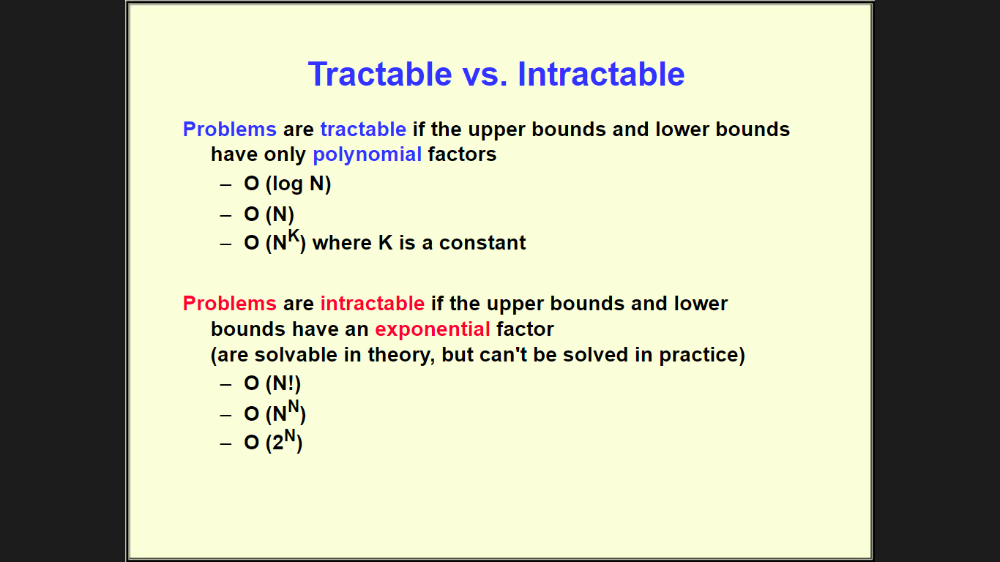 Tractable vs. Intractable
Problems are tractable if the upper bounds and lower bounds
have only polynomial factors
– O (log N)
– O (N)
– O (N^K) where K is a constant
Problems are intractable if the upper bounds and lower
bounds have an exponential factor
(are solvable in theory, but can't be solved in practice)
– O (N!)
– O (N^N)
– O (2^N)